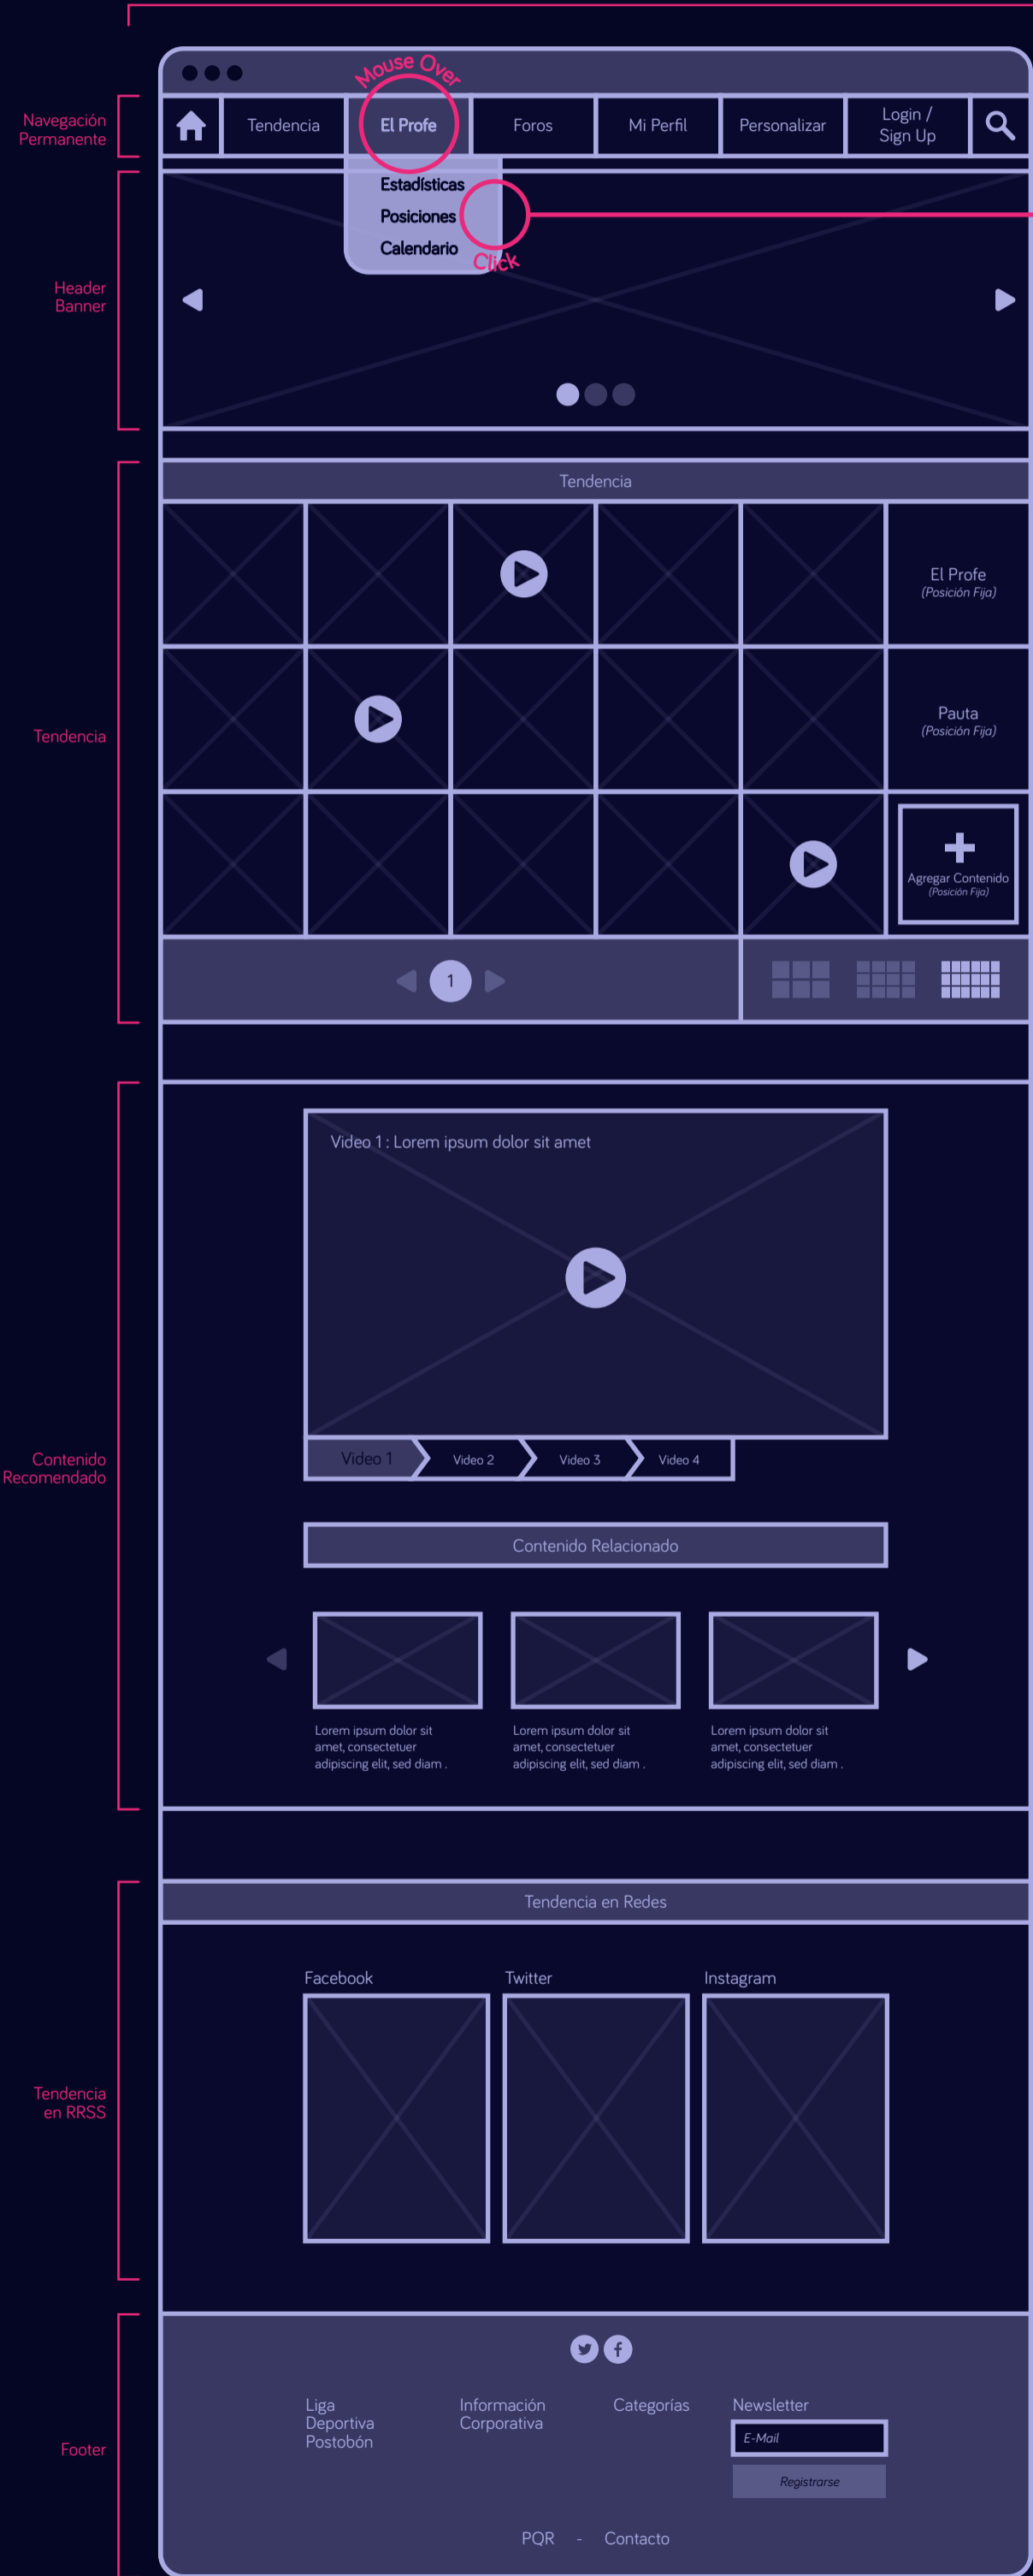 Mouse Over
Navegación
Permanente
Tendencia
El Profe
Foros
Mi Perfil
Personalizar
Login /
Sign Up
Estadísticas
Posiciones
Calendario
Click
Header
Banner
Tendencia
El Profe
(Posición Fija)
Tendencia
Pauta
(Posición Fija)
Agregar Contenido
(Posición Fija)
1
Video 1 : Lorem ipsum dolor sit amet
Contenido
Recomendado
Video 1
Video 2
Video 3
Video 4
Contenido Relacionado
Lorem ipsum dolor sit
amet, consectetuer
adipiscing elit, sed diam .
Lorem ipsum dolor sit
amet, consectetuer
adipiscing elit, sed diam .
Lorem ipsum dolor sit
amet, consectetuer
adipiscing elit, sed diam .
Tendencia en Redes
Facebook
Twitter
Instagram
Tendencia
en RRSS
Footer
Liga
Deportiva
Postobón
Información
Corporativa
Categorías
Newsletter
E-Mail
Registrarse
PQR - Contacto